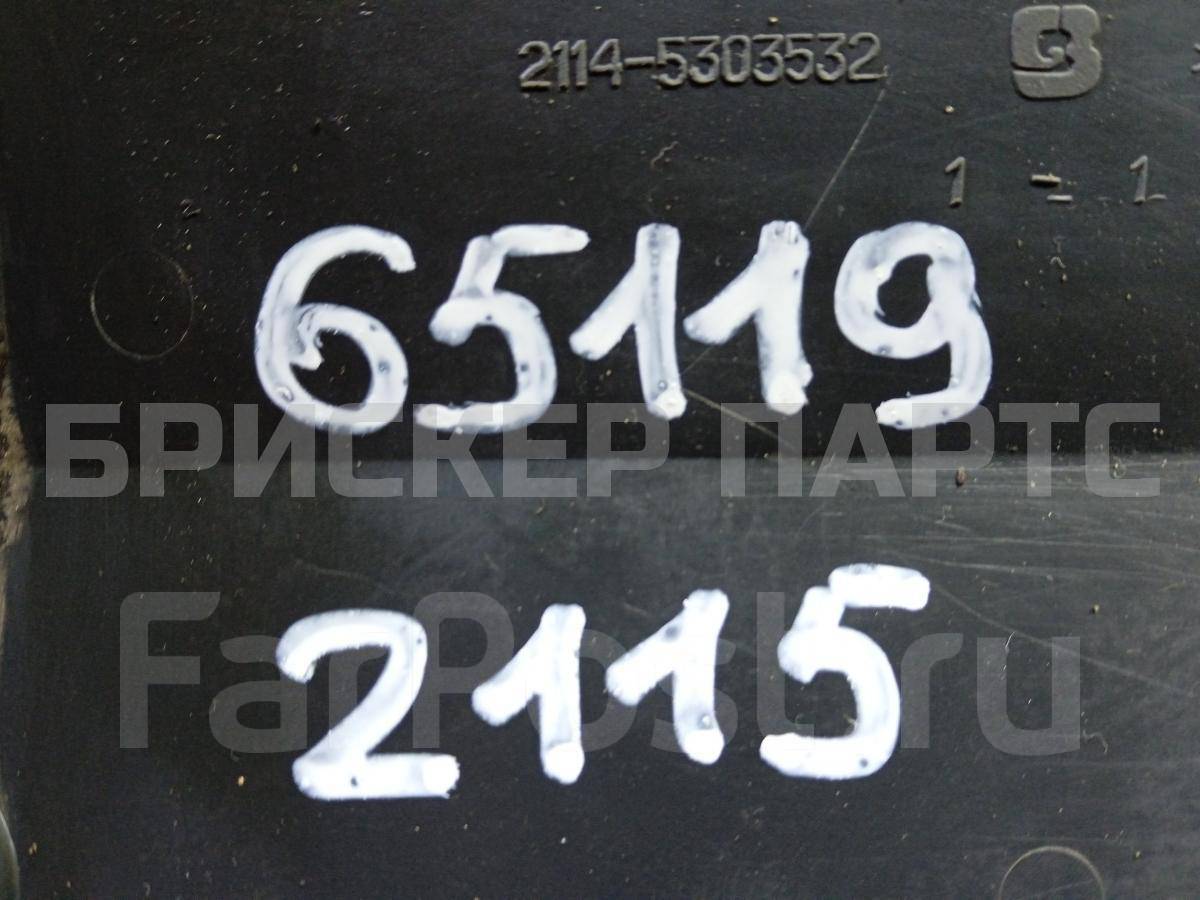 2114-5303532
1 - 1
65119
БРИСКЕР ПАРТС
2115
FarPost.ru